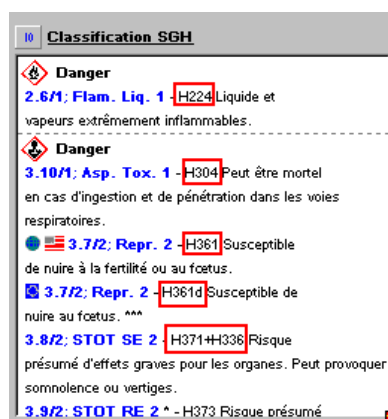 10 Classification SGH
Danger
2.6/1; Flam. Liq. 1 - H224 Liquide et
vapeurs extrêmement inflammables.
Danger
3.10/1; Asp. Tox. 1 - H304 Peut être mortel
en cas d'ingestion et de pénétration dans les voies
respiratoires.
3.7/2; Repr. 2 - H361 Susceptible
de nuire à la fertilité ou au fœtus.
3.7/2; Repr. 2 - H361d Susceptible de
nuire au fœtus. ***
3.8/2; STOT SE 2 - H371+H336 Risque
présumé d'effets graves pour les organes. Peut provoquer
somnolence ou vertiges.
3.9/2; STOT RE 2 * - H373 Risque présumé